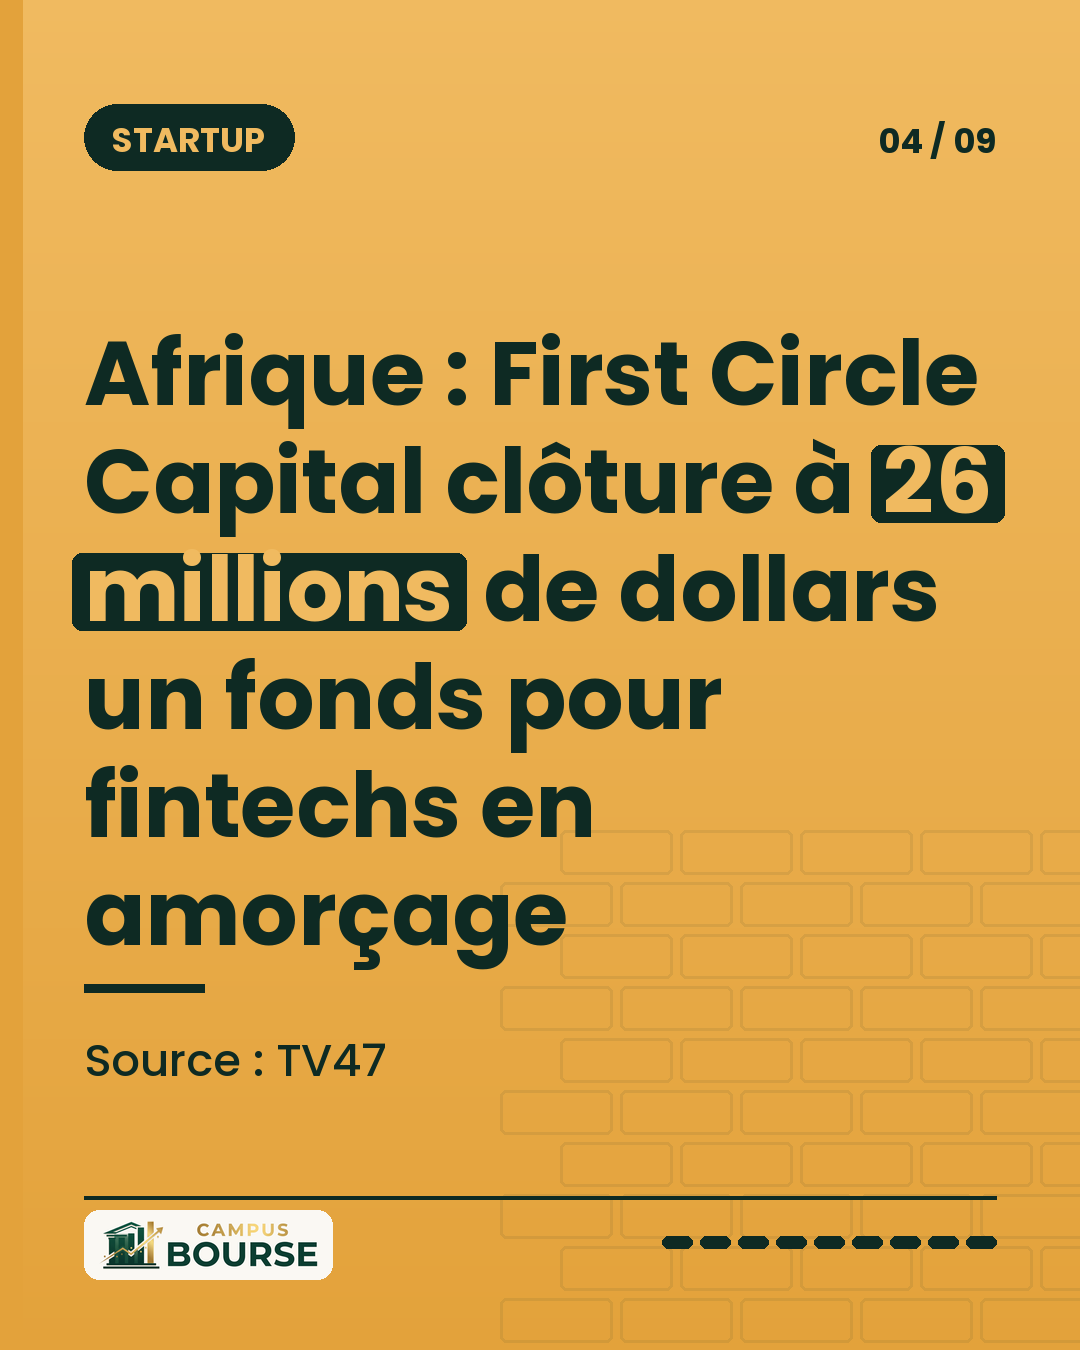 STARTUP
04 / 09
Afrique : First Circle
Capital clôture à 26
millions de dollars
un fonds pour
fintechs en
amorçage
Source : TV47
CAMPUS
BOURSE